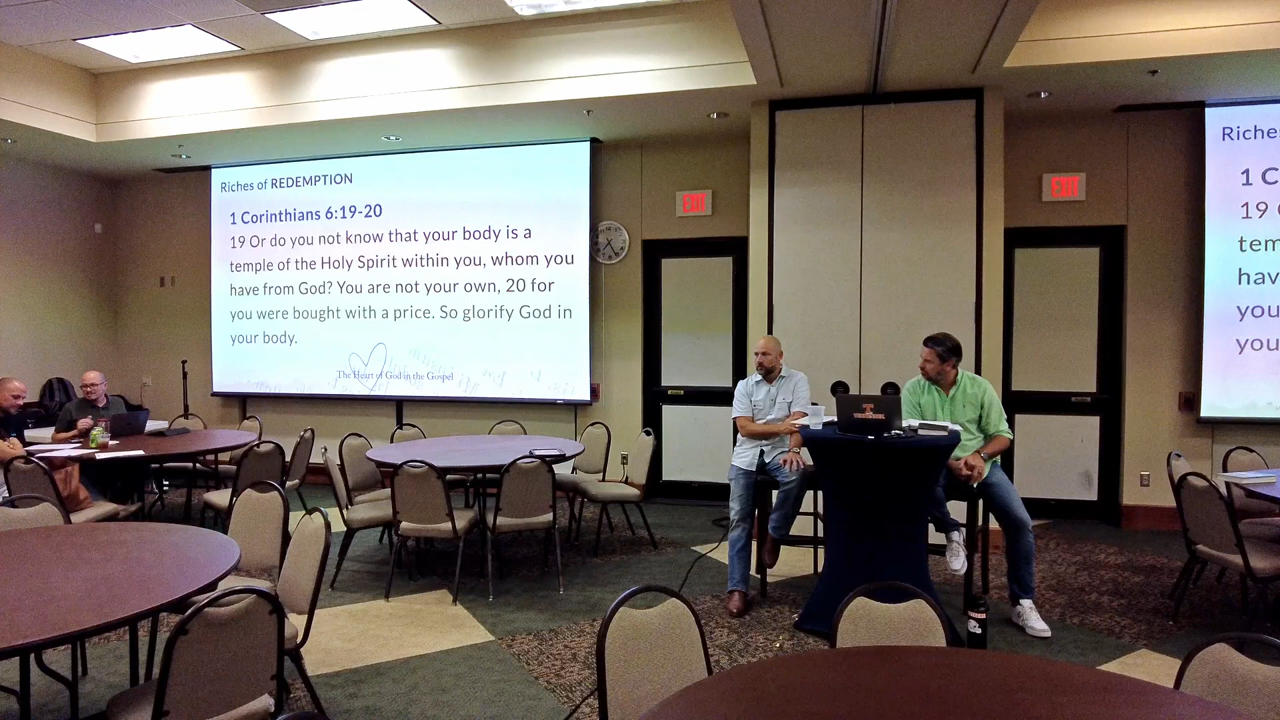 Riches of REDEMPTION
1 Corinthians 6:19-20
19 Or do you not know that your body is a
temple of the Holy Spirit within you, whom you
have from God? You are not your own, 20 for
you were bought with a price. So glorify God in
your body.
The Heart of God in the Gospel
EXIT
EXIT
T
Riches
1 C
19
tem
hav
you
you